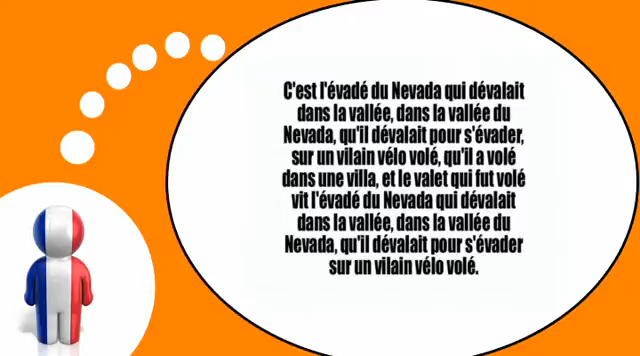 C'est l'évadé du Nevada qui dévalait
dans la vallée, dans la vallée du
Nevada, qu'il dévalait pour s'évader,
sur un vilain vélo volé, qu'il a volé
dans une villa, et le valet qui fut volé
vit l'évadé du Nevada qui dévalait
dans la vallée, dans la vallée du
Nevada, qu'il dévalait pour s'évader
sur un vilain vélo volé.